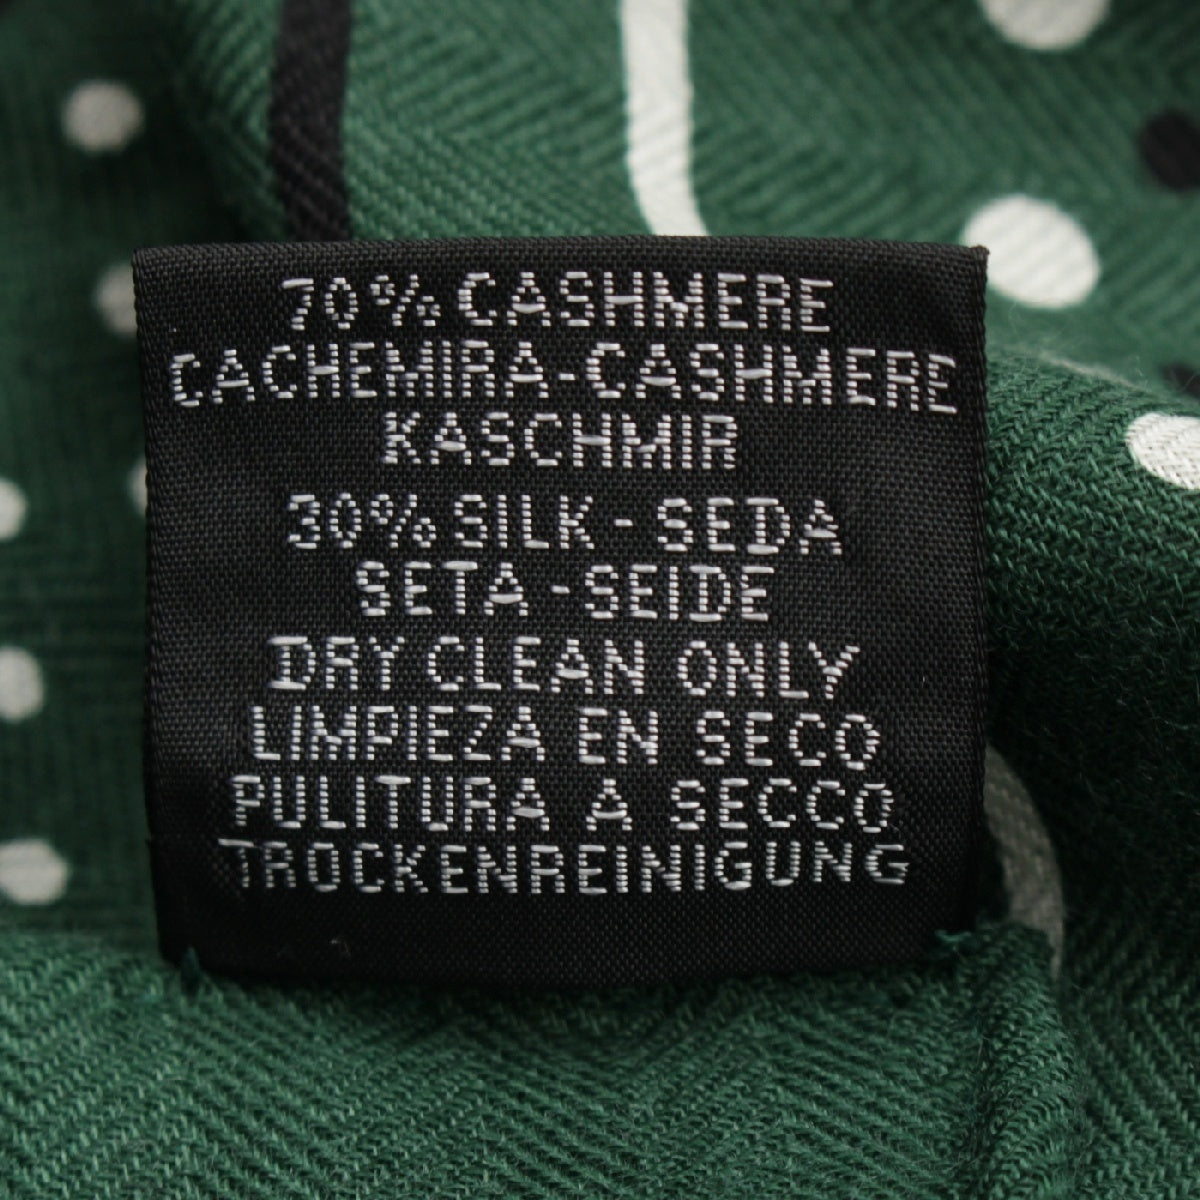 70% CASHMERE
CACHEMIRA-CASHMERE
KASCHMIR
30% SILK - SEDA
SETA - SEIDE
DRY CLEAN ONLY
LIMPIEZA EN SECO
PULITURA A SECCO
TROCKENREINIGUNG